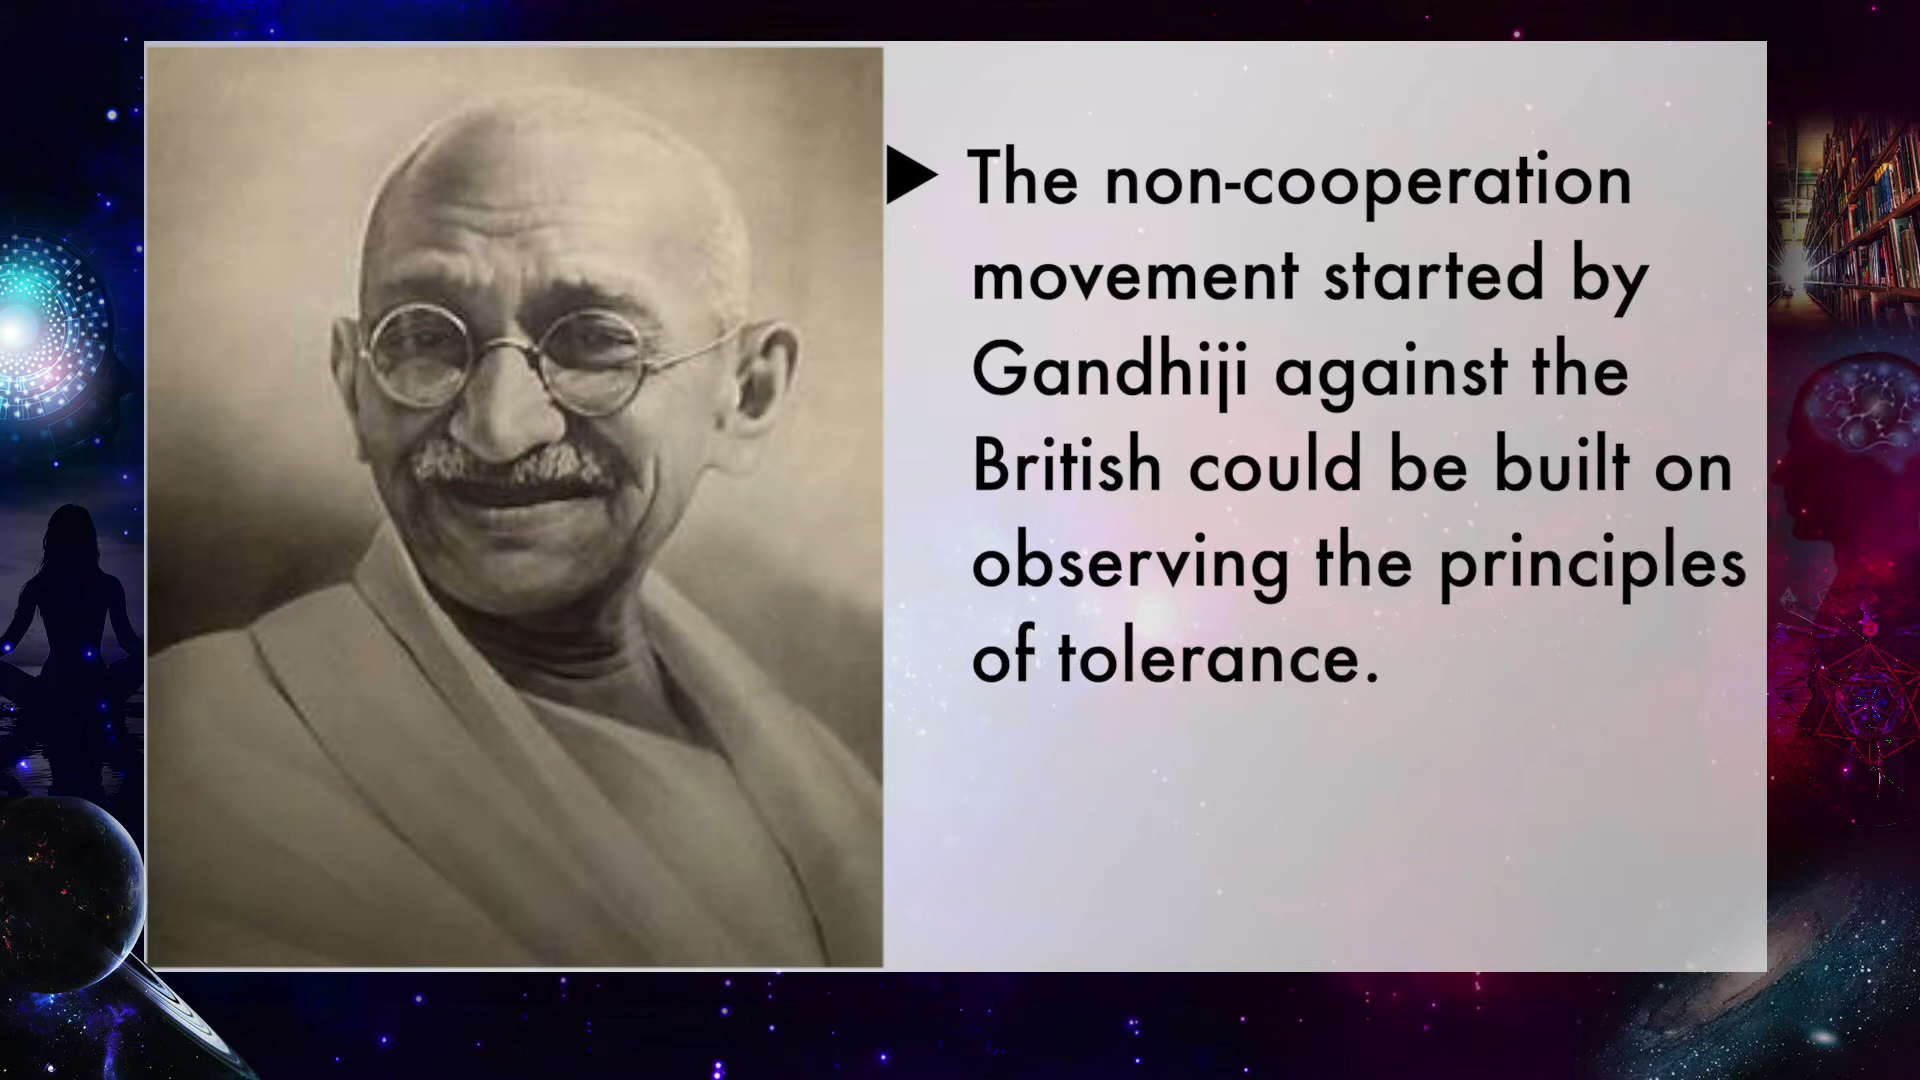 The non-cooperation
movement started by
Gandhiji against the
British could be built on
observing the principles
of tolerance.